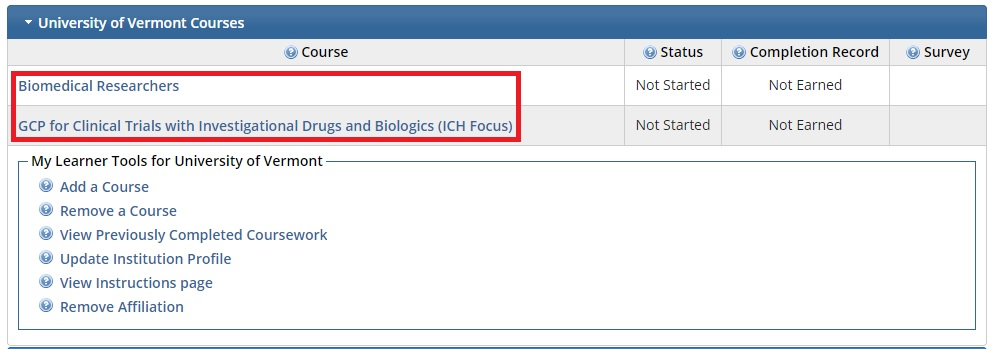 University of Vermont Courses
Course Status Completion Record Survey
Biomedical Researchers Not Started Not Earned
GCP for Clinical Trials with Investigational Drugs and Biologics (ICH Focus) Not Started Not Earned
My Learner Tools for University of Vermont
Add a Course
Remove a Course
View Previously Completed Coursework
Update Institution Profile
View Instructions page
Remove Affiliation